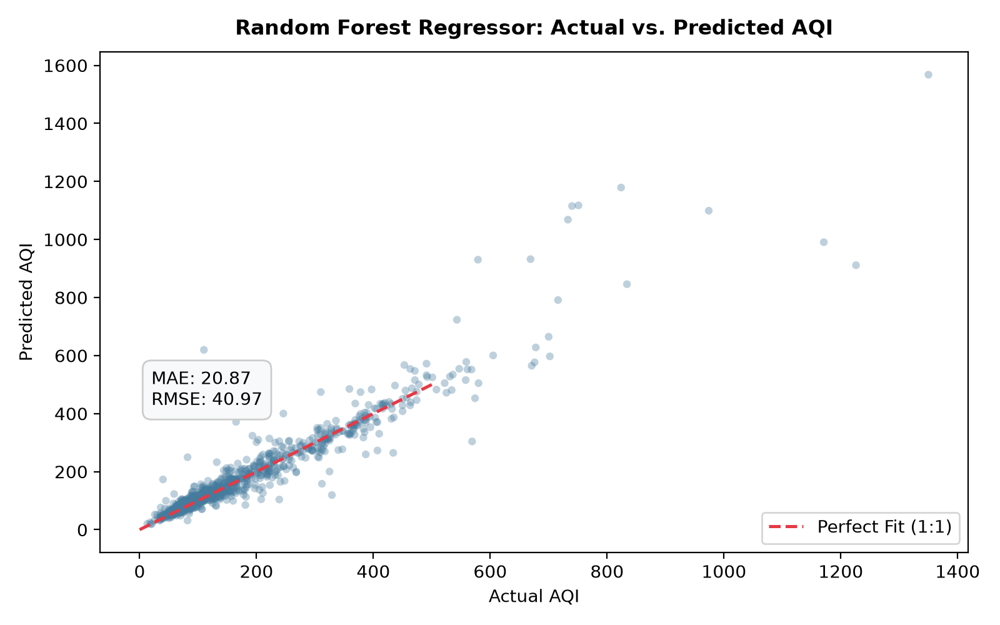 Random Forest Regressor: Actual vs. Predicted AQI
1600
1400
1200
1000
800
600
400
200
0
Predicted AQI
MAE: 20.87
RMSE: 40.97
Perfect Fit (1:1)
0 200 400 600 800 1000 1200 1400
Actual AQI